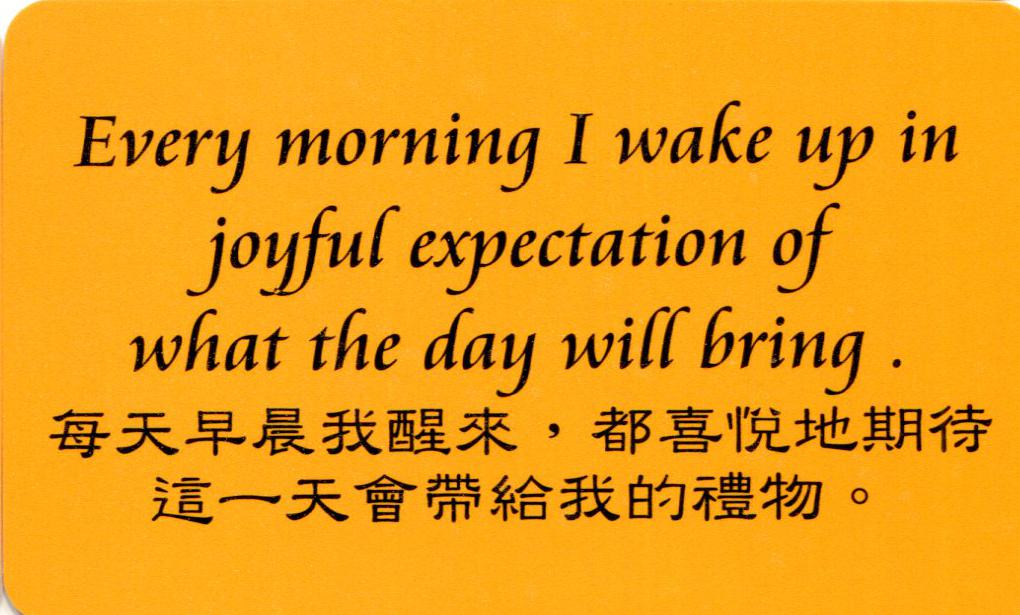 Every morning I wake up in
joyful expectation of
what the day will bring .
每天早晨我醒來，都喜悅地期待
這一天會帶給我的禮物。